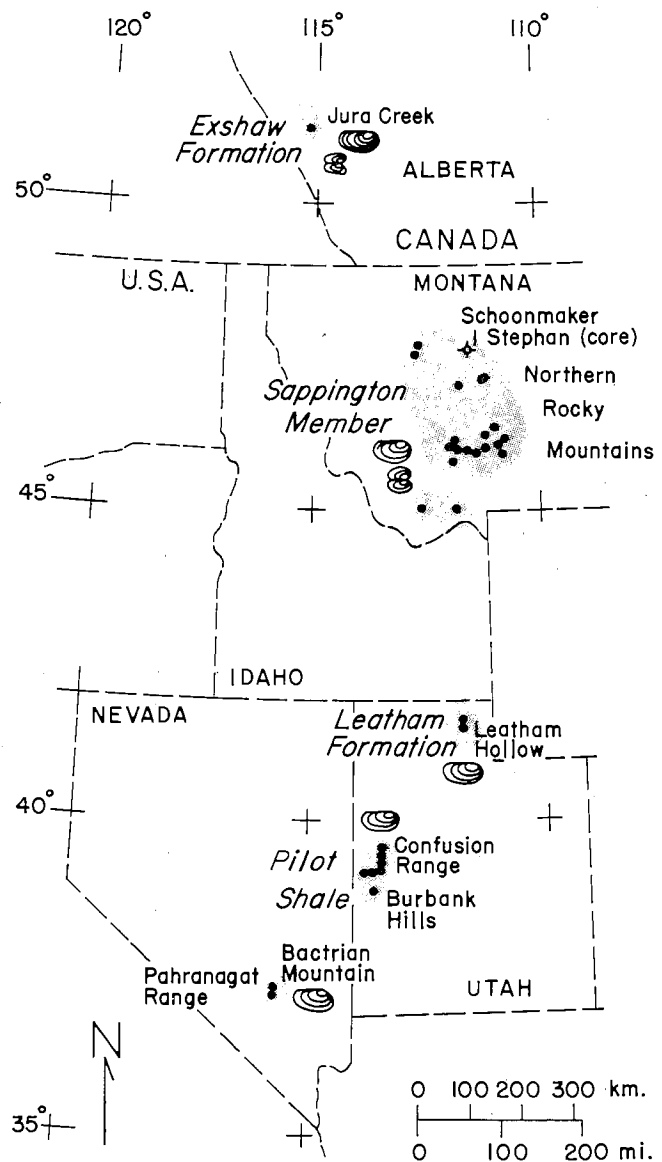 120° 115° 110°
Jura Creek
Exshaw
Formation
ALBERTA
50°
CANADA
U.S.A.
MONTANA
Schoonmaker
Stephan (core)
Northern
Sappington
Member
Rocky
Mountains
45°
IDAHO
NEVADA
Leatham
Formation
Leatham
Hollow
40°
Confusion
Range
Pilot
Shale
Burbank
Hills
Bactrian
Mountain
Pahranagat
Range
UTAH
N
0 100 200 300 km.
35°
0 100 200 mi.